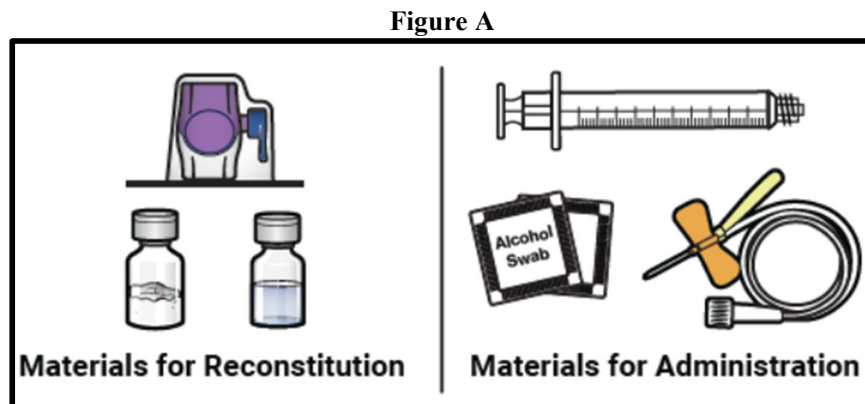 Figure A
Alcohol
Swab
Materials for Reconstitution
Materials for Administration